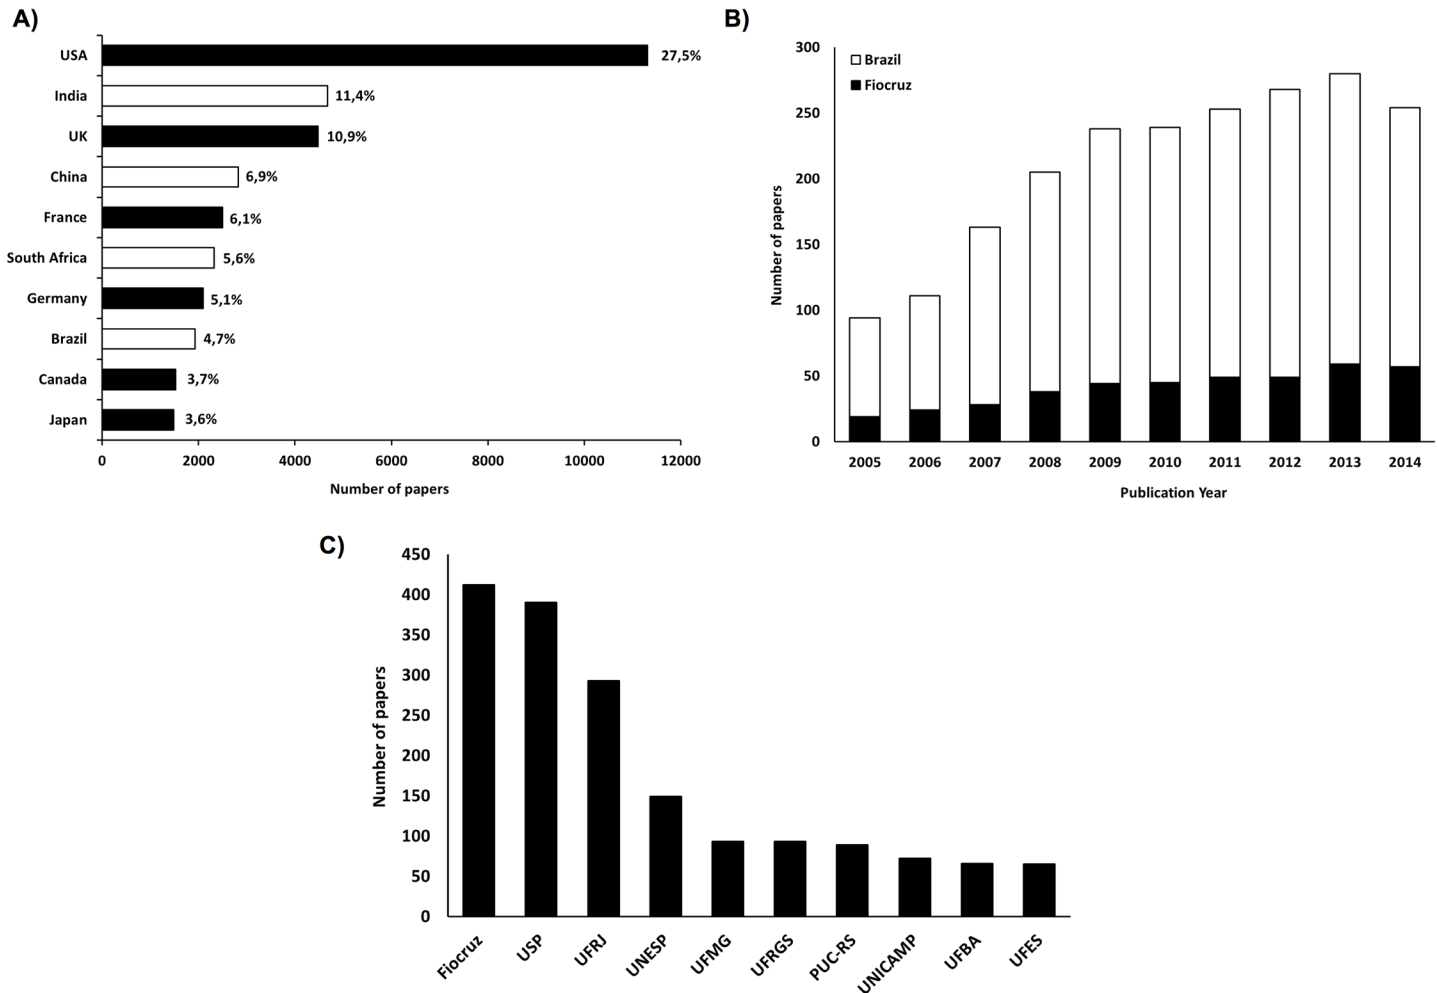 A)
USA 27,5%
India 11,4%
UK 10,9%
China 6,9%
France 6,1%
South Africa 5,6%
Germany 5,1%
Brazil 4,7%
Canada 3,7%
Japan 3,6%
0 2000 4000 6000 8000 10000 12000
Number of papers
B)
Brazil
Fiocruz
300
250
200
150
100
50
0
Number of papers
2005 2006 2007 2008 2009 2010 2011 2012 2013 2014
Publication Year
C)
450
400
350
300
250
200
150
100
50
0
Number of papers
Fiocruz USP UFRJ UNESP UFMG UFRGS PUC-RS UNICAMP UFBA UFES